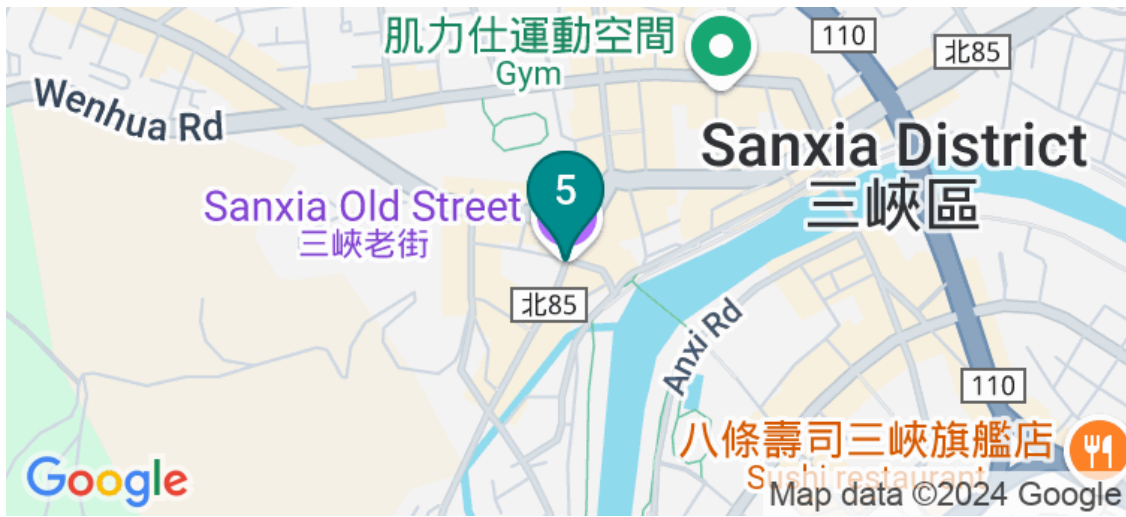 肌力仕運動空間
Gym
110
北85
Wenhua Rd
Sanxia District
三峽區
5
Sanxia Old Street
三峽老街
北85
Anxi Rd
110
八條壽司三峽旗艦店
Sushi restaurant
Google
Map data ©2024 Google